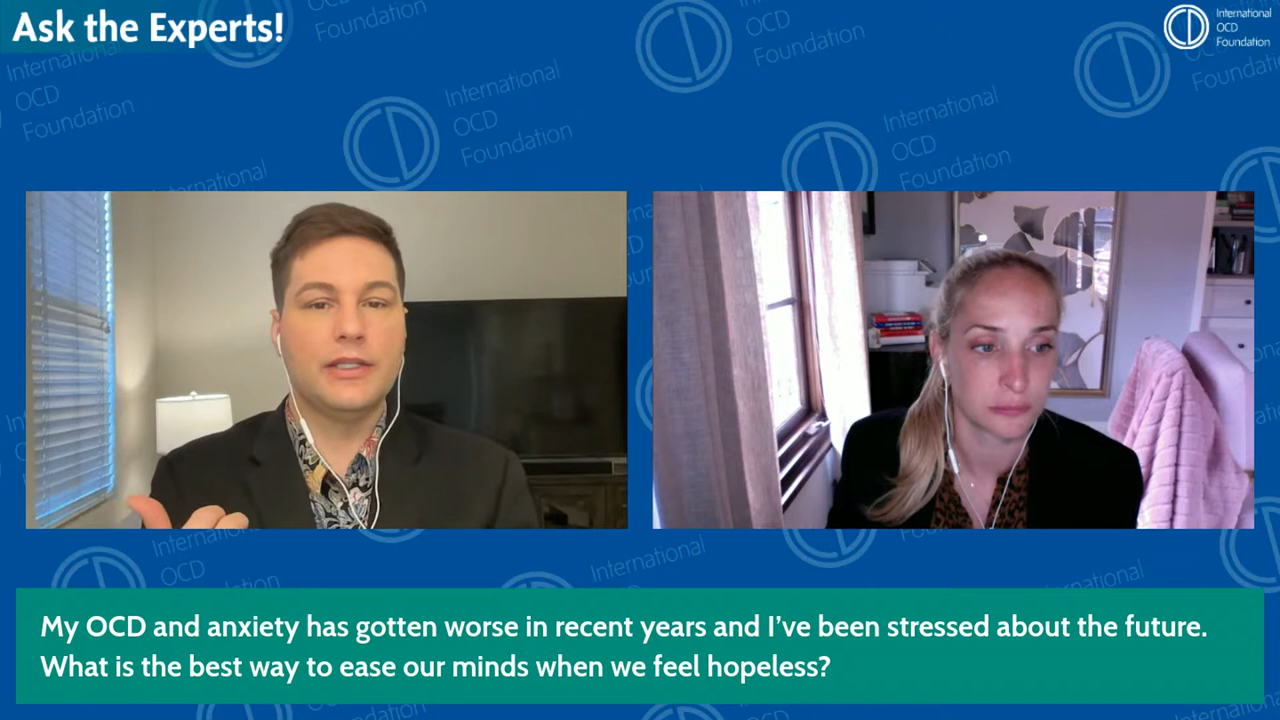 Ask the Experts!
International
OCD
Foundation
My OCD and anxiety has gotten worse in recent years and I've been stressed about the future.
What is the best way to ease our minds when we feel hopeless?